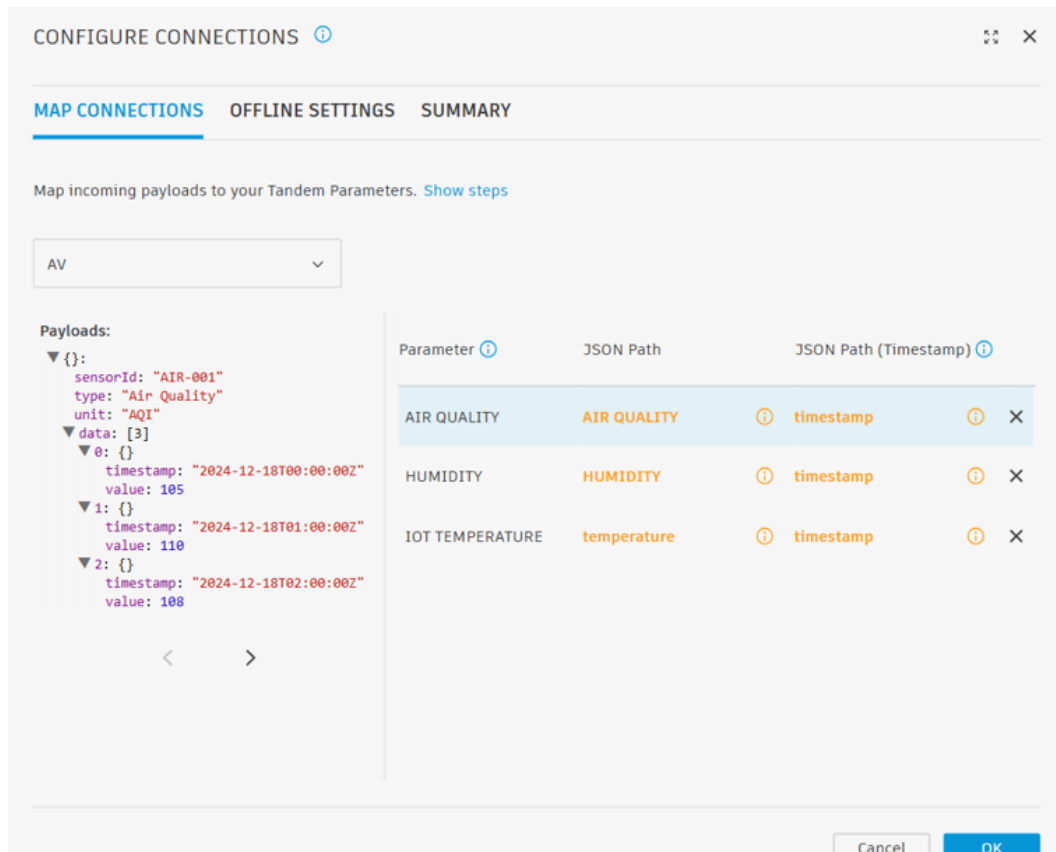 CONFIGURE CONNECTIONS
MAP CONNECTIONS OFFLINE SETTINGS SUMMARY
Map incoming payloads to your Tandem Parameters. Show steps
AV
Payloads:
{}:
sensorId: "AIR-001"
type: "Air Quality"
unit: "AQI"
data: [3]
0: {}
timestamp: "2024-12-18T00:00:00Z"
value: 105
1: {}
timestamp: "2024-12-18T01:00:00Z"
value: 110
2: {}
timestamp: "2024-12-18T02:00:00Z"
value: 108
Parameter JSON Path JSON Path (Timestamp)
AIR QUALITY AIR QUALITY timestamp
HUMIDITY HUMIDITY timestamp
IOT TEMPERATURE temperature timestamp
Cancel OK